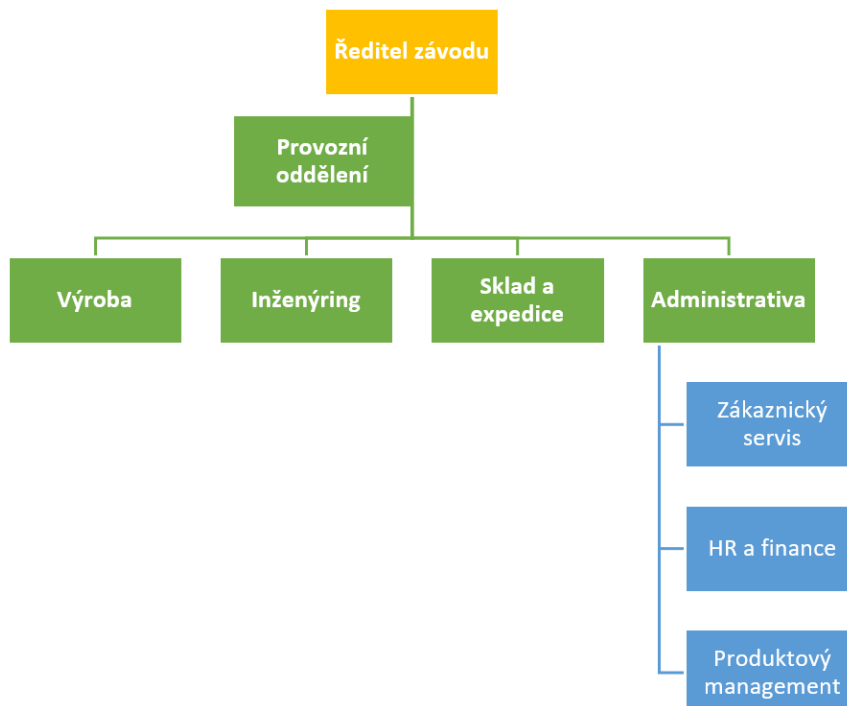 Ředitel závodu
Provozní
oddělení
Výroba
Inženýring
Sklad a
expedice
Administrativa
Zákaznický
servis
HR a finance
Produktový
management